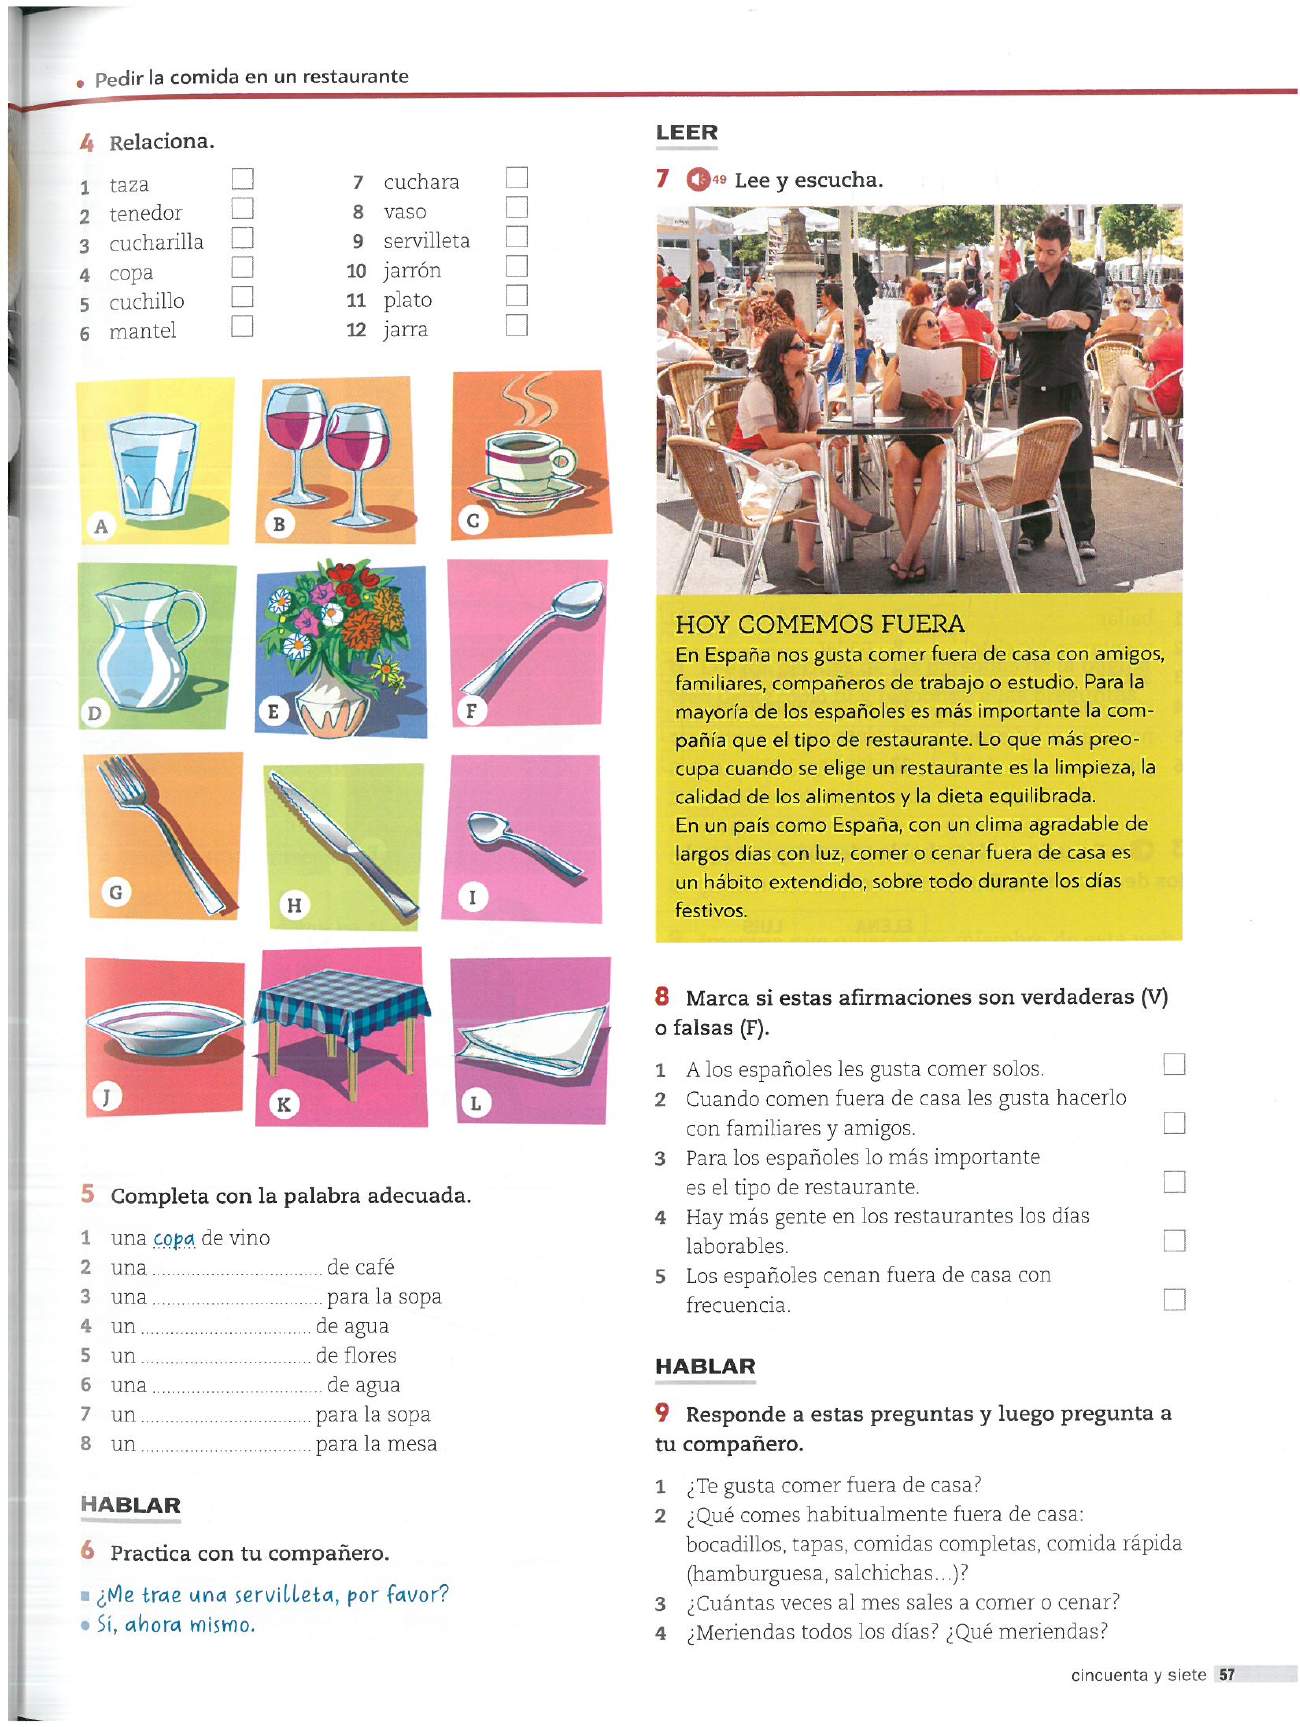 Pedir la comida en un restaurante
4 Relaciona.
1 taza
2 tenedor
3 cucharilla
4 copa
5 cuchillo
6 mantel
7 cuchara
8 vaso
9 servilleta
10 jarrón
11 plato
12 jarra
A
B
C
D
E
F
G
H
I
J
K
L
5 Completa con la palabra adecuada.
1 una copa de vino
2 una .......... de café
3 una .......... para la sopa
4 un .......... de agua
5 un .......... de flores
6 una .......... de agua
7 un .......... para la sopa
8 un .......... para la mesa
HABLAR
6 Practica con tu compañero.
¿Me trae una servilleta, por favor?
Sí, ahora mismo.
LEER
7 49 Lee y escucha.
HOY COMEMOS FUERA
En España nos gusta comer fuera de casa con amigos,
familiares, compañeros de trabajo o estudio. Para la
mayoría de los españoles es más importante la com-
pañía que el tipo de restaurante. Lo que más preo-
cupa cuando se elige un restaurante es la limpieza, la
calidad de los alimentos y la dieta equilibrada.
En un país como España, con un clima agradable de
largos días con luz, comer o cenar fuera de casa es
un hábito extendido, sobre todo durante los días
festivos.
8 Marca si estas afirmaciones son verdaderas (V)
o falsas (F).
1 A los españoles les gusta comer solos.
2 Cuando comen fuera de casa les gusta hacerlo
con familiares y amigos.
3 Para los españoles lo más importante
es el tipo de restaurante.
4 Hay más gente en los restaurantes los días
laborables.
5 Los españoles cenan fuera de casa con
frecuencia.
HABLAR
9 Responde a estas preguntas y luego pregunta a
tu compañero.
1 ¿Te gusta comer fuera de casa?
2 ¿Qué comes habitualmente fuera de casa:
bocadillos, tapas, comidas completas, comida rápida
(hamburguesa, salchichas...)?
3 ¿Cuántas veces al mes sales a comer o cenar?
4 ¿Meriendas todos los días? ¿Qué meriendas?
cincuenta y siete 57